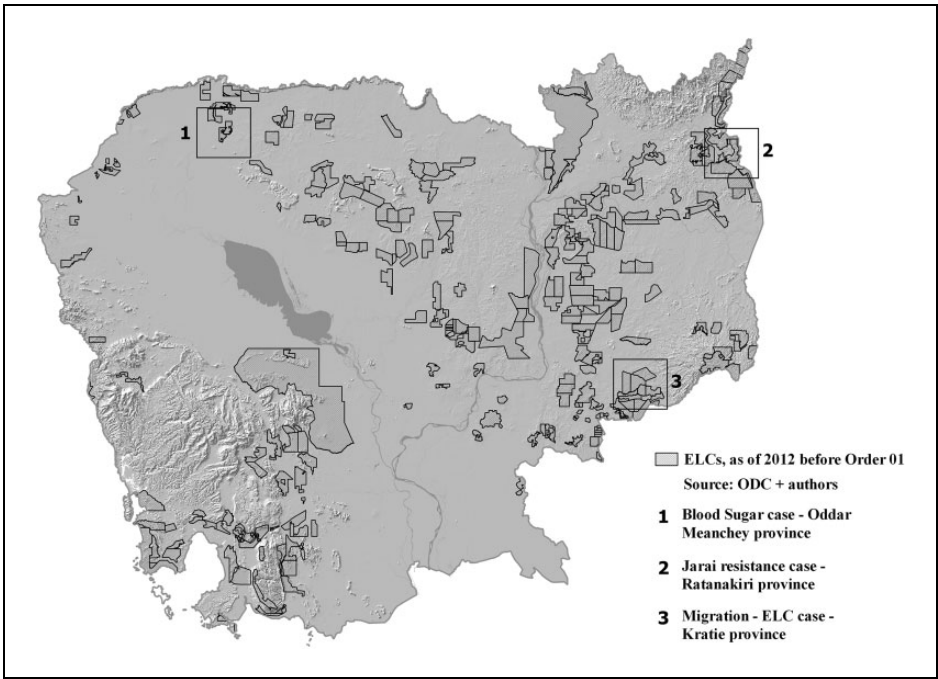 1
2
3
ELCs, as of 2012 before Order 01
Source: ODC + authors
1 Blood Sugar case - Oddar
Meanchey province
2 Jarai resistance case -
Ratanakiri province
3 Migration - ELC case -
Kratie province